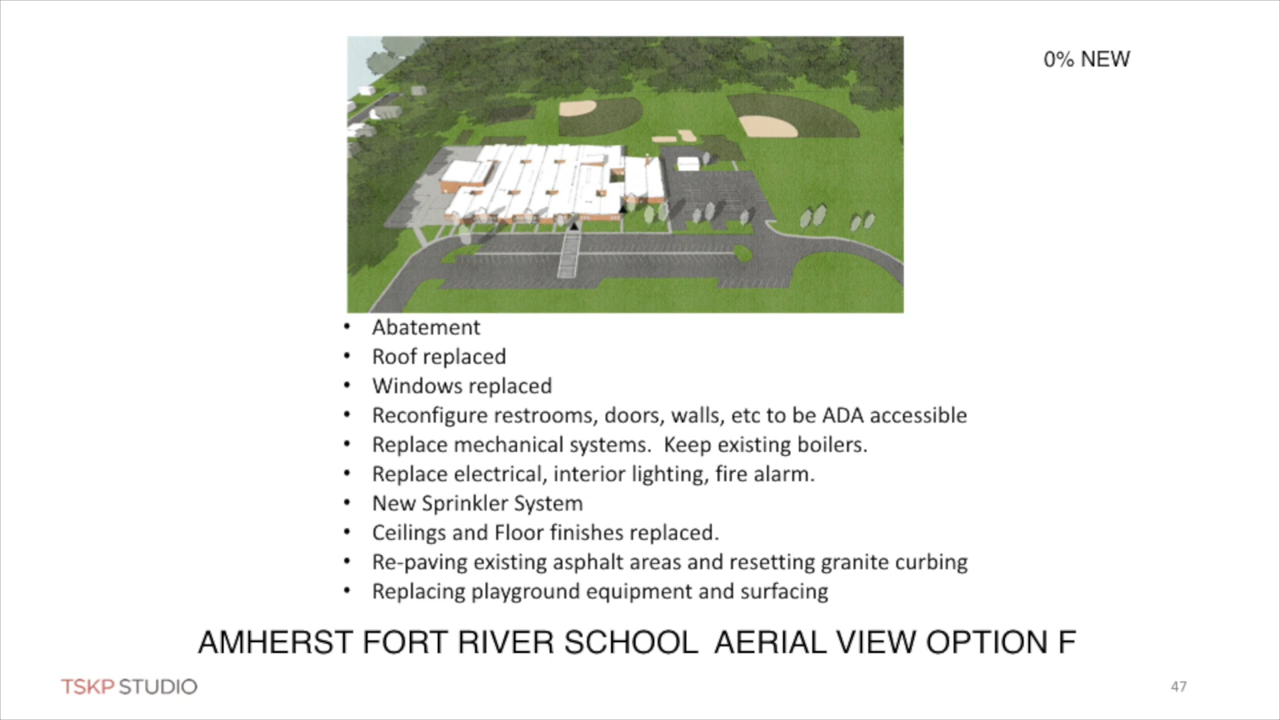 0% NEW
• Abatement
• Roof replaced
• Windows replaced
• Reconfigure restrooms, doors, walls, etc to be ADA accessible
• Replace mechanical systems.  Keep existing boilers.
• Replace electrical, interior lighting, fire alarm.
• New Sprinkler System
• Ceilings and Floor finishes replaced.
• Re-paving existing asphalt areas and resetting granite curbing
• Replacing playground equipment and surfacing
AMHERST FORT RIVER SCHOOL  AERIAL VIEW OPTION F
TSKP STUDIO
47